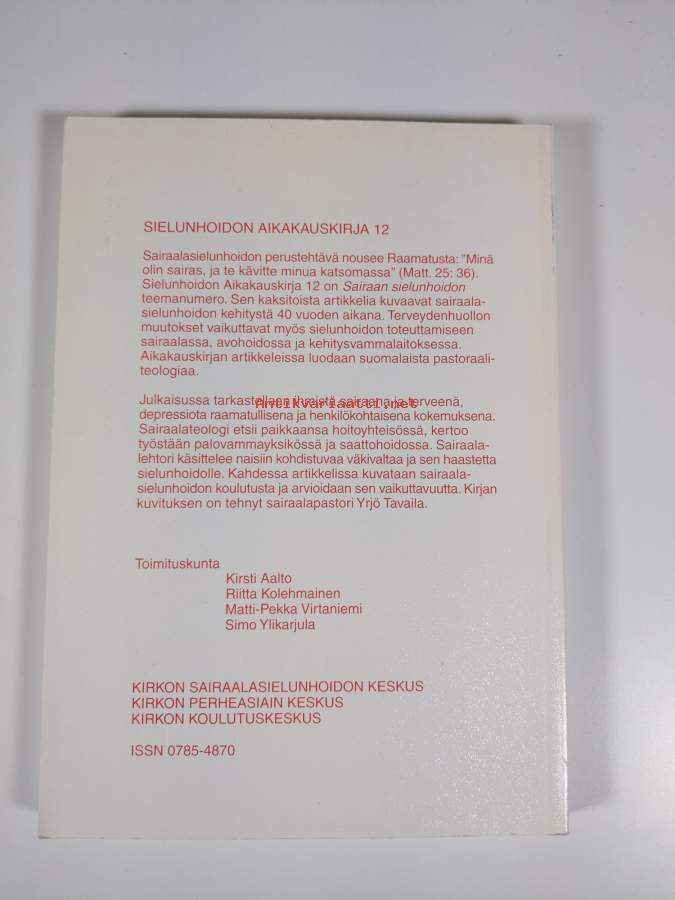 SIELUNHOIDON AIKAKAUSKIRJA 12
Sairaalasielunhoidon perustehtävä nousee Raamatusta: ”Minä
olin sairas, ja te kävitte minua katsomassa” (Matt. 25: 36).
Sielunhoidon Aikakauskirja 12 on Sairaan sielunhoidon
teemanumero. Sen kaksitoista artikkelia kuvaavat sairaala-
sielunhoidon kehitystä 40 vuoden aikana. Terveydenhuollon
muutokset vaikuttavat myös sielunhoidon toteuttamiseen
sairaalassa, avohoidossa ja kehitysvammalaitoksessa.
Aikakauskirjan artikkeleissa luodaan suomalaista pastoraali-
teologiaa.
Julkaisussa tarkastellaan ihmistä sairaana ja terveenä,
Antikvariaatti.net
depressiota raamatullisena ja henkilökohtaisena kokemuksena.
Sairaalateologi etsii paikkaansa hoitoyhteisössä, kertoo
työstään palovammayksikössä ja saattohoidossa. Sairaala-
lehtori käsittelee naisiin kohdistuvaa väkivaltaa ja sen haastetta
sielunhoidolle. Kahdessa artikkelissa kuvataan sairaala-
sielunhoidon koulutusta ja arvioidaan sen vaikuttavuutta. Kirjan
kuvituksen on tehnyt sairaalapastori Yrjö Tavaila.
Toimituskunta
Kirsti Aalto
Riitta Kolehmainen
Matti-Pekka Virtaniemi
Simo Ylikarjula
KIRKON SAIRAALASIELUNHOIDON KESKUS
KIRKON PERHEASIAIN KESKUS
KIRKON KOULUTUSKESKUS
ISSN 0785-4870